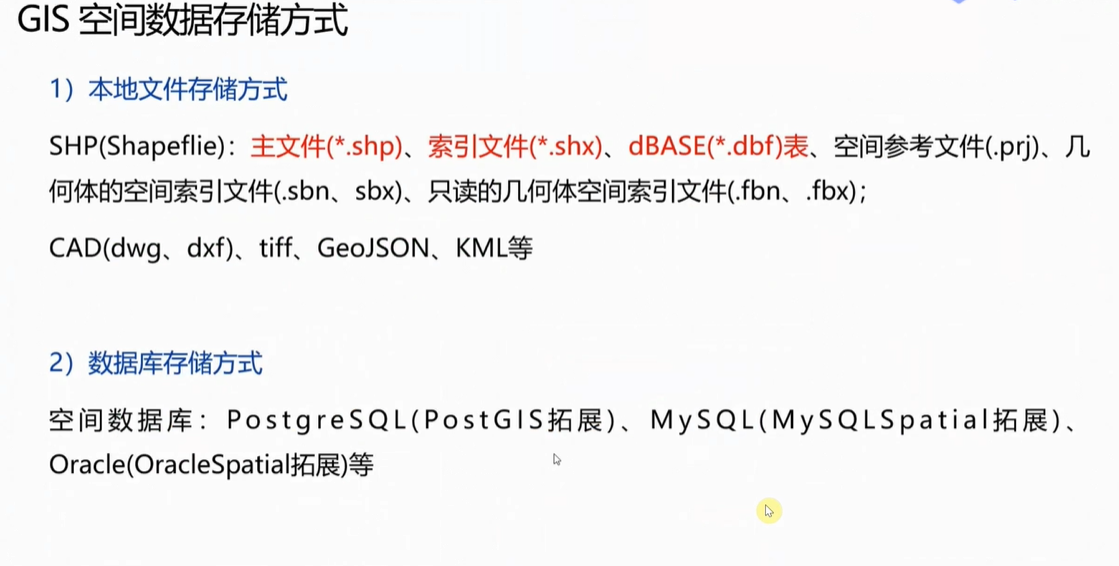 GIS 空间数据存储方式
1）本地文件存储方式
SHP(Shapeflie)：主文件(*.shp)、索引文件(*.shx)、dBASE(*.dbf)表、空间参考文件(.prj)、几
何体的空间索引文件(.sbn、sbx)、只读的几何体空间索引文件(.fbn、.fbx)；
CAD(dwg、dxf)、tiff、GeoJSON、KML等
2）数据库存储方式
空间数据库：PostgreSQL(PostGIS拓展)、MySQL(MySQLSpatial拓展)、
Oracle(OracleSpatial拓展)等